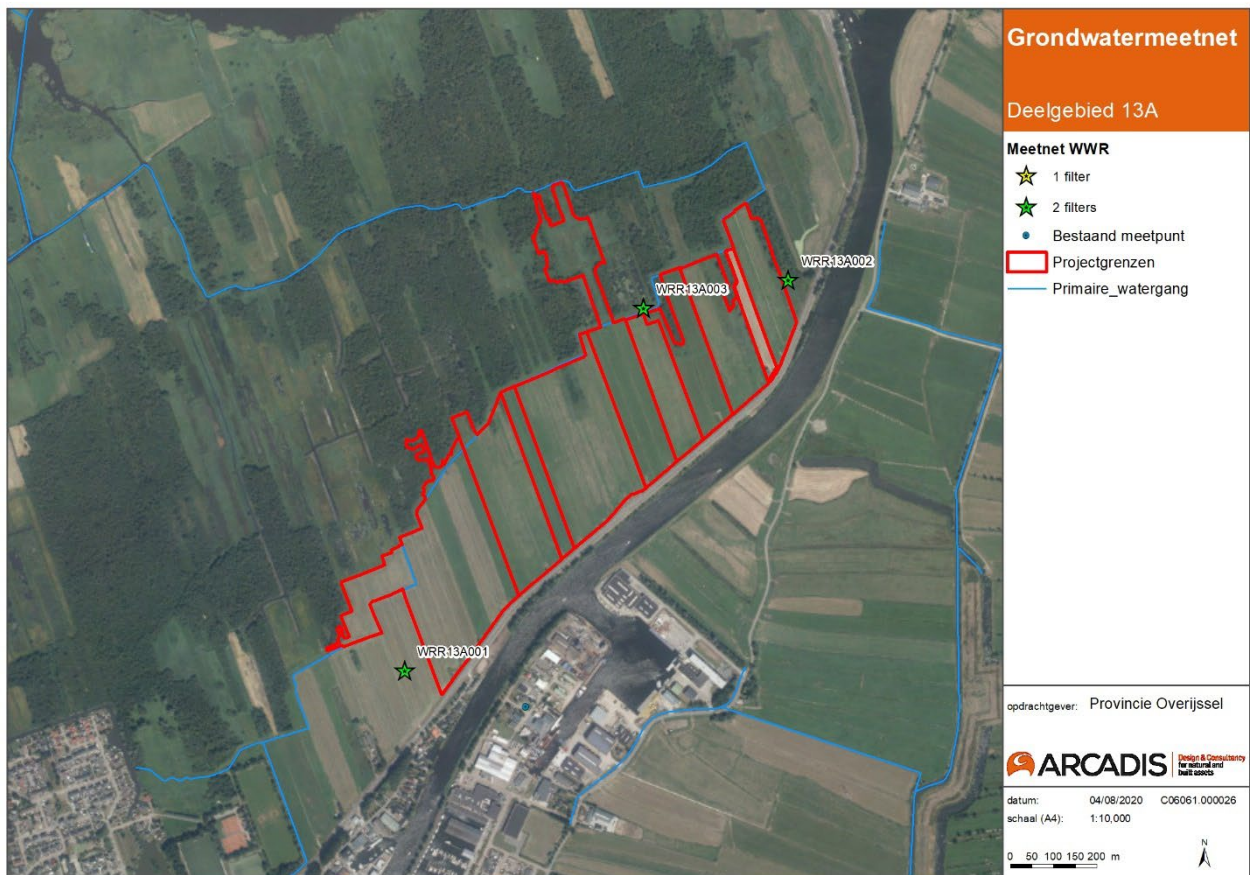 Grondwatermeetnet
Deelgebied 13A
Meetnet WWR
1 filter
2 filters
Bestaand meetpunt
Projectgrenzen
Primaire_watergang
WRR13A002
WRR13A003
WRR13A001
opdrachtgever: Provincie Overijssel
ARCADIS Design & Consultancy
for natural and
built assets
datum: 04/08/2020 C06061.000026
schaal (A4): 1:10,000
0 50 100 150 200 m
N